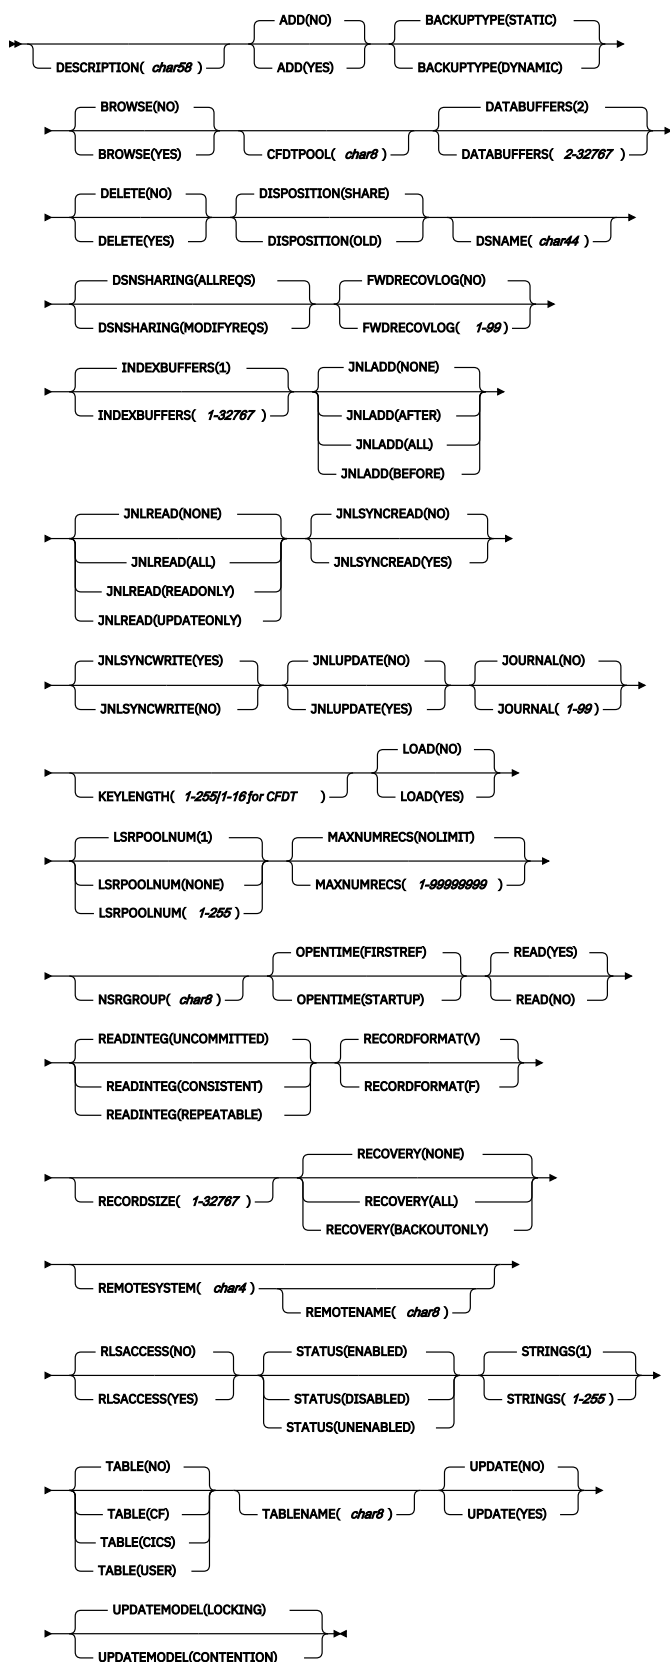 ADD(NO) BACKUPTYPE(STATIC)
DESCRIPTION( char58 ) ADD(YES) BACKUPTYPE(DYNAMIC)
BROWSE(NO) DATABUFFERS(2)
BROWSE(YES) CFDTPOOL( char8 ) DATABUFFERS( 2-32767 )
DELETE(NO) DISPOSITION(SHARE)
DELETE(YES) DISPOSITION(OLD) DSNAME( char44 )
DSNSHARING(ALLREQS) FWDRECOVLOG(NO)
DSNSHARING(MODIFYREQS) FWDRECOVLOG( 1-99 )
INDEXBUFFERS(1) JNLADD(NONE)
INDEXBUFFERS( 1-32767 ) JNLADD(AFTER)
JNLADD(ALL)
JNLADD(BEFORE)
JNLREAD(NONE) JNLSYNCREAD(NO)
JNLREAD(ALL) JNLSYNCREAD(YES)
JNLREAD(READONLY)
JNLREAD(UPDATEONLY)
JNLSYNCWRITE(YES) JNLUPDATE(NO) JOURNAL(NO)
JNLSYNCWRITE(NO) JNLUPDATE(YES) JOURNAL( 1-99 )
LOAD(NO)
KEYLENGTH( 1-255|1-16 for CFDT ) LOAD(YES)
LSRPOOLNUM(1) MAXNUMRECS(NOLIMIT)
LSRPOOLNUM(NONE) MAXNUMRECS( 1-99999999 )
LSRPOOLNUM( 1-255 )
OPENTIME(FIRSTREF) READ(YES)
NSRGROUP( char8 ) OPENTIME(STARTUP) READ(NO)
READINTEG(UNCOMMITTED) RECORDFORMAT(V)
READINTEG(CONSISTENT) RECORDFORMAT(F)
READINTEG(REPEATABLE)
RECOVERY(NONE)
RECORDSIZE( 1-32767 ) RECOVERY(ALL)
RECOVERY(BACKOUTONLY)
REMOTESYSTEM( char4 )
REMOTENAME( char8 )
RLSACCESS(NO) STATUS(ENABLED) STRINGS(1)
RLSACCESS(YES) STATUS(DISABLED) STRINGS( 1-255 )
STATUS(UNENABLED)
TABLE(NO) UPDATE(NO)
TABLE(CF) TABLENAME( char8 ) UPDATE(YES)
TABLE(CICS)
TABLE(USER)
UPDATEMODEL(LOCKING)
UPDATEMODEL(CONTENTION)